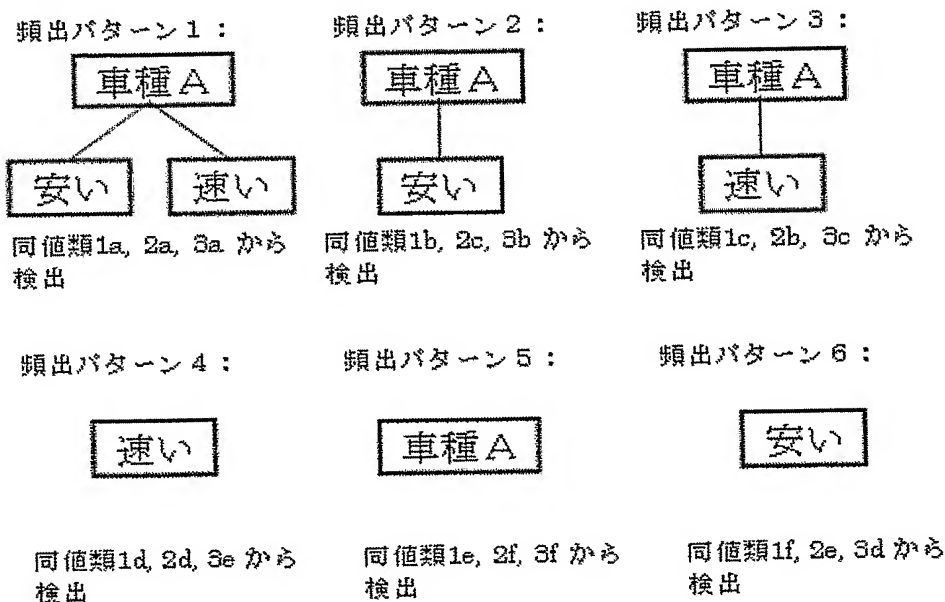 頻出パターン1:
頻出パターン2:
頻出パターン3:
車種A
車種A
車種A
安い
速い
安い
速い
同値類1a, 2a, 3a から
検出
同値類1b, 2c, 3b から
検出
同値類1c, 2b, 3c から
検出
頻出パターン4:
頻出パターン5:
頻出パターン6:
速い
車種A
安い
同値類1d, 2d, 3e から
検出
同値類1e, 2f, 3f から
検出
同値類1f, 2e, 3d から
検出